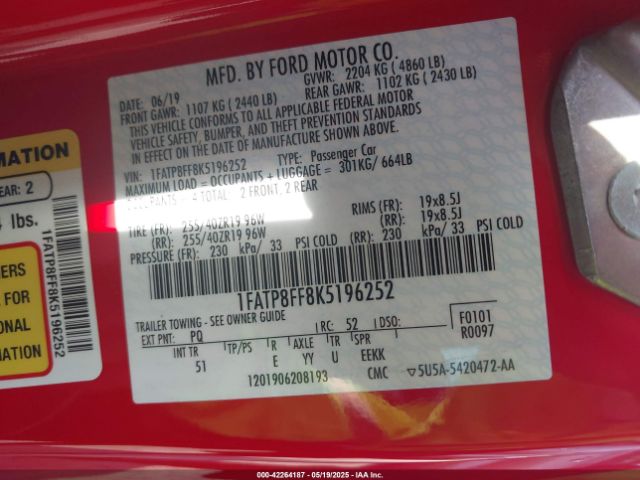 MFD. BY FORD MOTOR CO.
DATE: 06/19
GVWR: 2204 KG ( 4860 LB)
FRONT GAWR: 1107 KG ( 2440 LB)
REAR GAWR: 1102 KG ( 2430 LB)
THIS VEHICLE CONFORMS TO ALL APPLICABLE FEDERAL MOTOR
VEHICLE SAFETY, BUMPER, AND THEFT PREVENTION STANDARDS
IN EFFECT ON THE DATE OF MANUFACTURE SHOWN ABOVE.
VIN: 1FATP8FF8K5196252 TYPE: Passenger Car
MAXIMUM LOAD = OCCUPANTS + LUGGAGE = 301KG/ 664LB
OCCUPANTS = 4 TOTAL: 2 FRONT, 2 REAR
TIRE (FR): 255/40ZR19 96W RIMS (FR): 19x8.5J
(RR): 255/40ZR19 96W (RR): 19x8.5J
PRESSURE (FR): 230 kPa/ 33 PSI COLD (RR): 230 kPa/ 33 PSI COLD
1FATP8FF8K5196252
TRAILER TOWING - SEE OWNER GUIDE
EXT PNT: PQ RC: 52 DSO: F0101
R0097
INT TR TP/PS R AXLE TR SPR
51 E YY U EEKK
1201906208193 CMC ▽5U5A-5420472-AA
RMATION
EAR: 2
4 lbs.
1FATP8FF8K5196252
ERS
FOR
ONAL
MATION
000-42264187 - 05/19/2025 - IAAI.COM